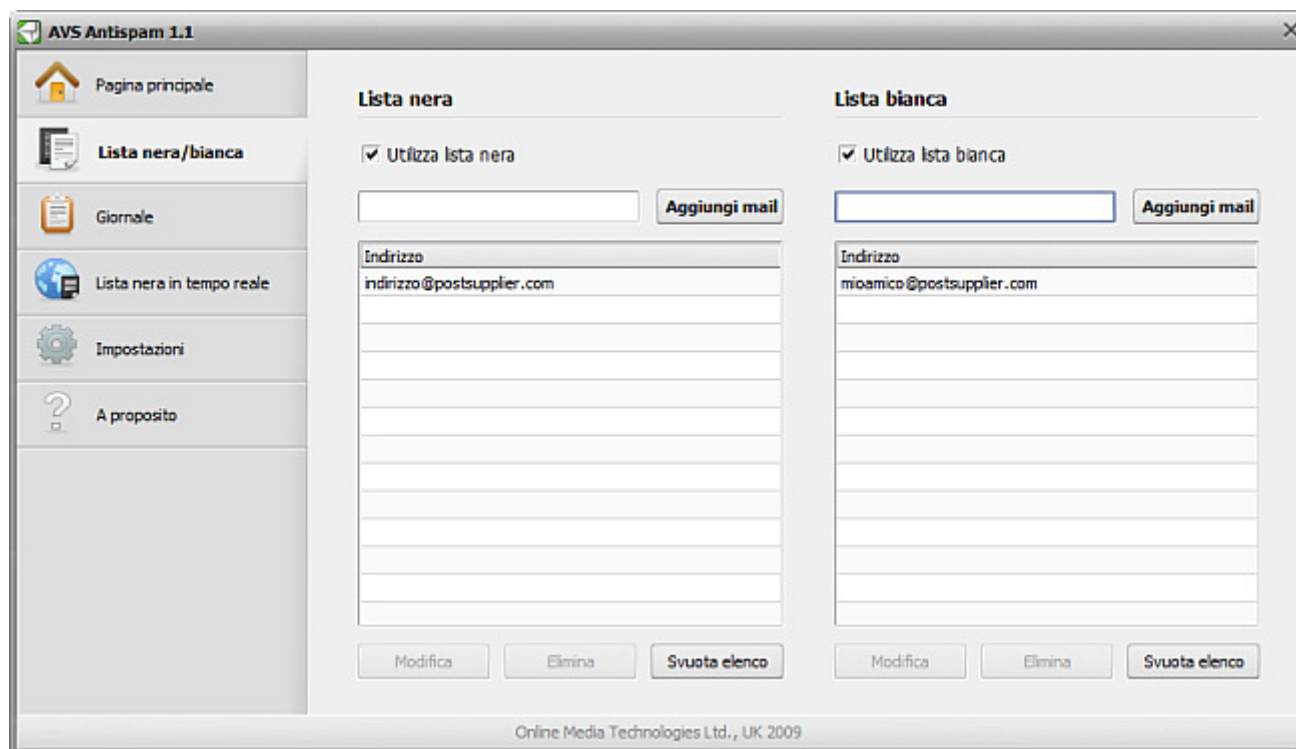 AVS Antispam 1.1
Pagina principale
Lista nera/bianca
Giornale
Lista nera in tempo reale
Impostazioni
A proposito
Lista nera
Utilizza lista nera
Aggiungi mail
Indirizzo
indirizzo@postsupplier.com
Modifica
Elimina
Svuota elenco
Lista bianca
Utilizza lista bianca
Aggiungi mail
Indirizzo
mioamico@postsupplier.com
Modifica
Elimina
Svuota elenco
Online Media Technologies Ltd., UK 2009